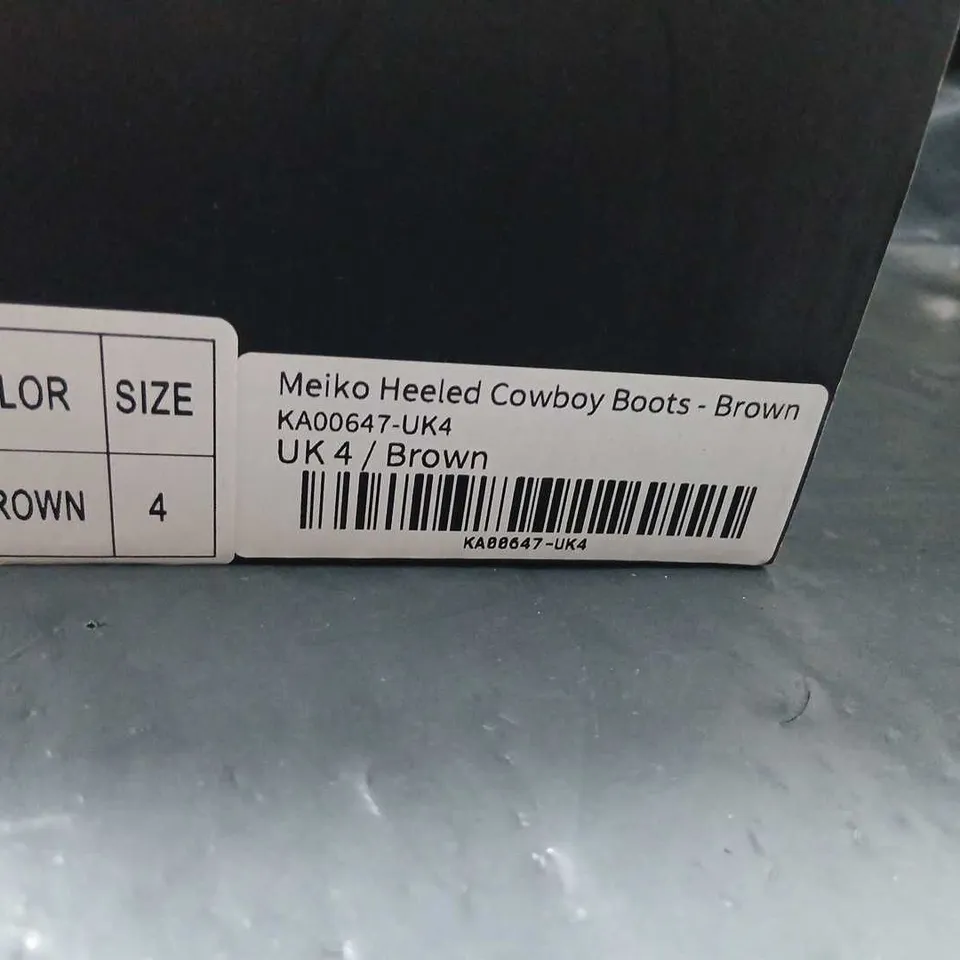 LOR SIZE
ROWN 4
Meiko Heeled Cowboy Boots - Brown
KA00647-UK4
UK 4 / Brown
KA00647-UK4